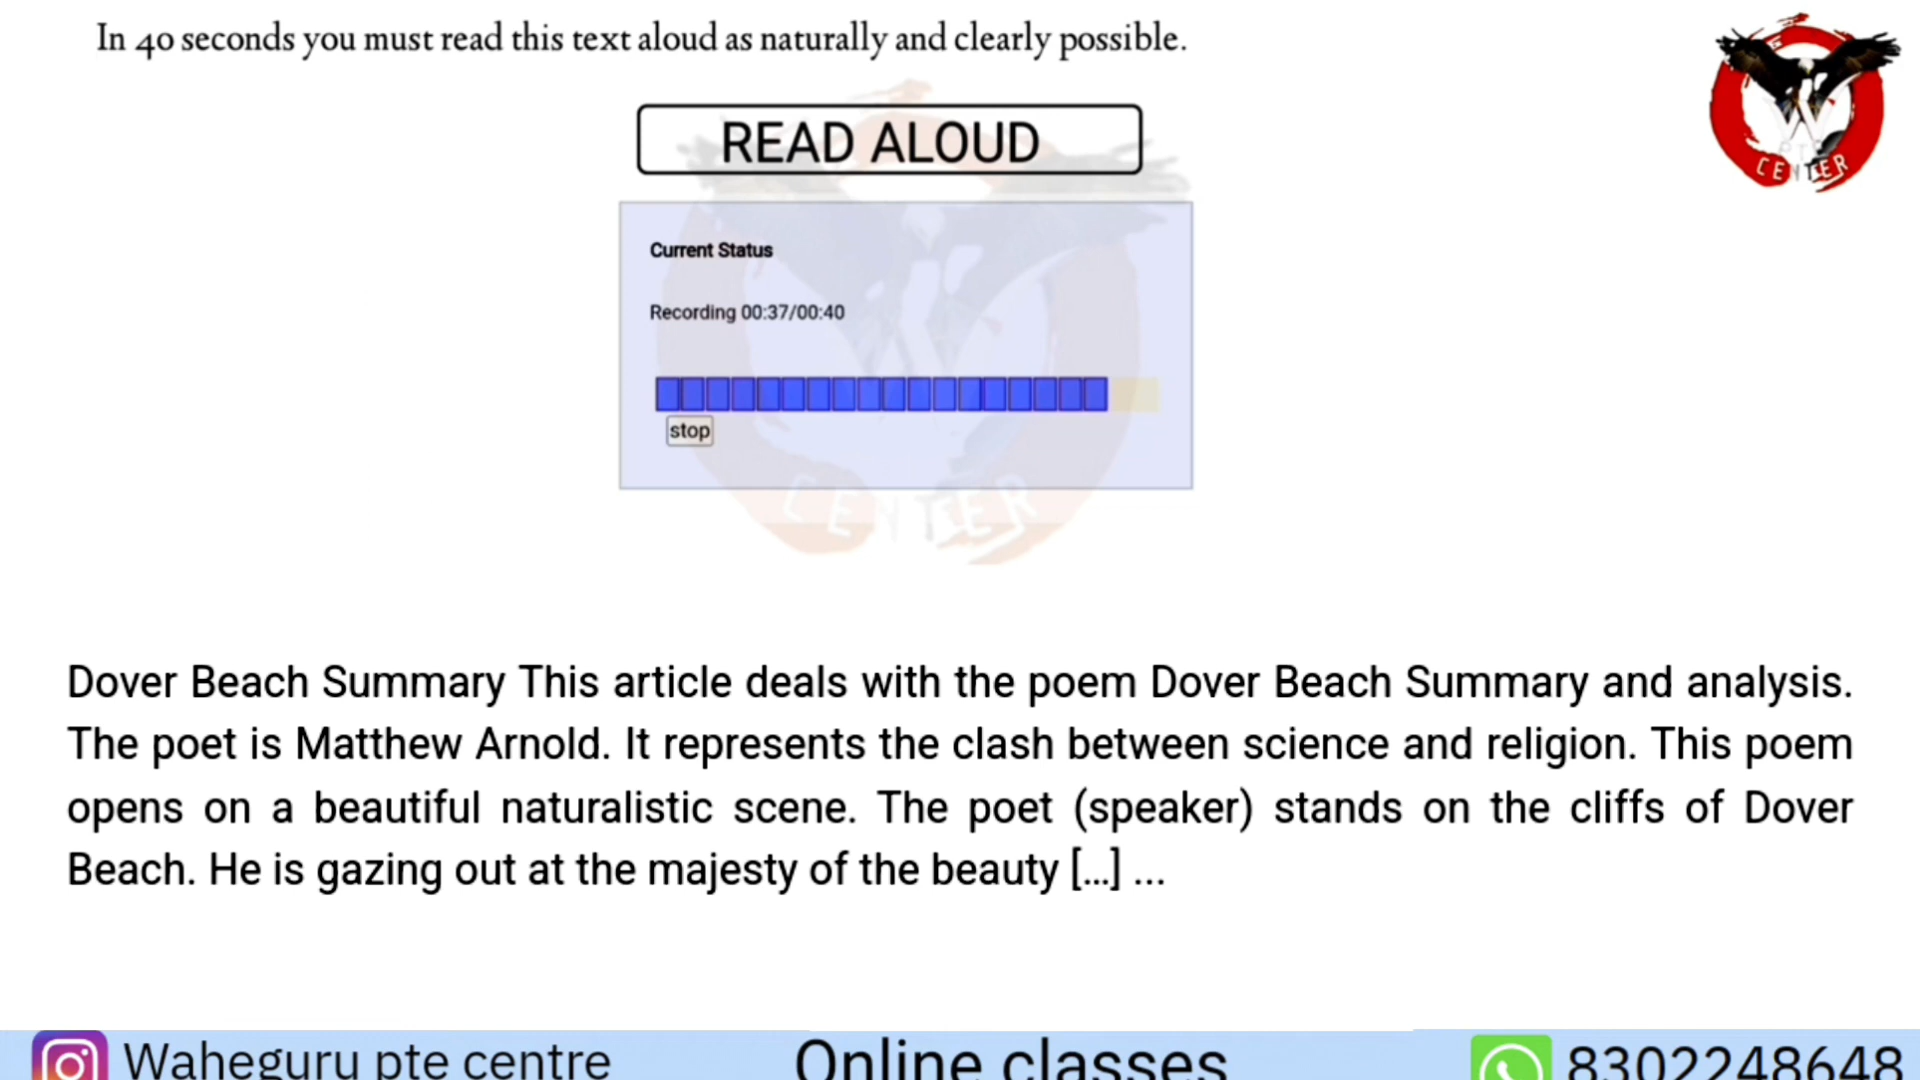 In 40 seconds you must read this text aloud as naturally and clearly possible.
READ ALOUD
Current Status
Recording 00:37/00:40
stop
W
PTE
CENTER
CENTER
Dover Beach Summary This article deals with the poem Dover Beach Summary and analysis.
The poet is Matthew Arnold. It represents the clash between science and religion. This poem
opens on a beautiful naturalistic scene. The poet (speaker) stands on the cliffs of Dover
Beach. He is gazing out at the majesty of the beauty [...] ...
Waheguru pte centre
Online classes
8302248648